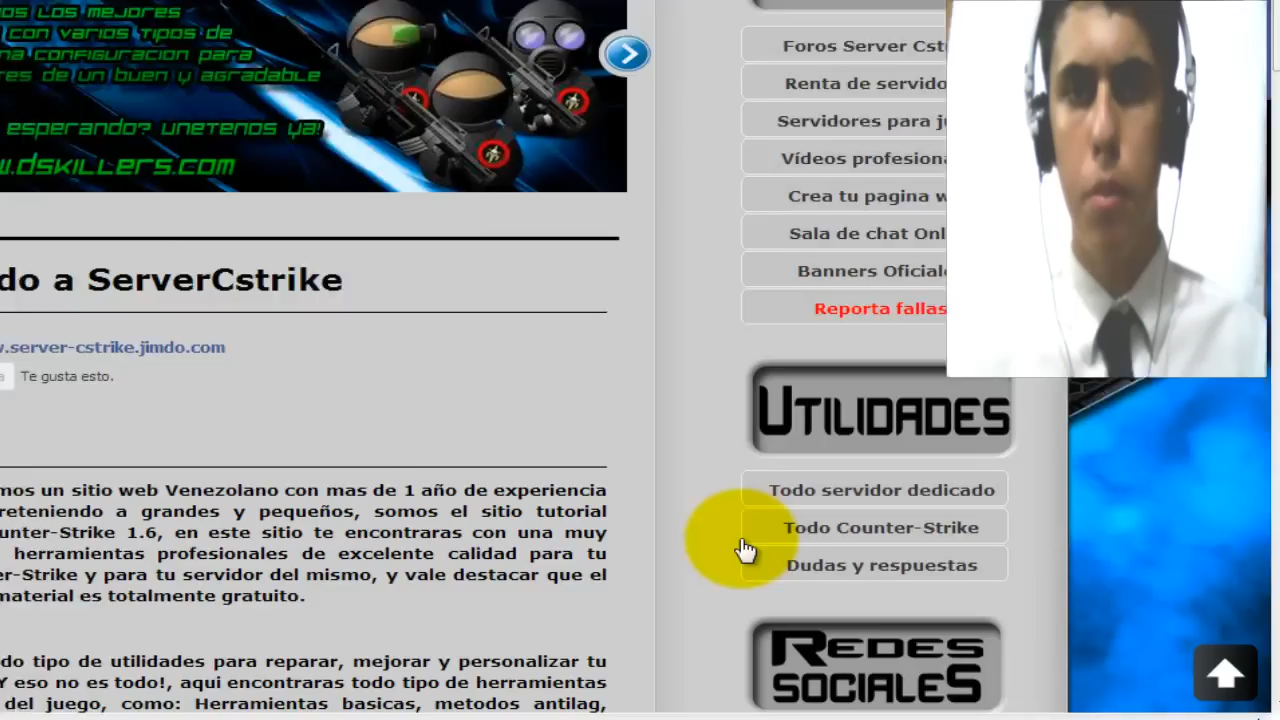 os los mejores
con varios tipos de
na configuracion para
res de un buen y agradable
esperando? unetenos ya!
w.dskillers.com
do a ServerCstrike
.server-cstrike.jimdo.com
a Te gusta esto.
mos un sitio web Venezolano con mas de 1 año de experiencia
reteniendo a grandes y pequeños, somos el sitio tutorial
unter-Strike 1.6, en este sitio te encontraras con una muy
herramientas profesionales de excelente calidad para tu
er-Strike y para tu servidor del mismo, y vale destacar que el
material es totalmente gratuito.
do tipo de utilidades para reparar, mejorar y personalizar tu
Y eso no es todo!, aqui encontraras todo tipo de herramientas
del juego, como: Herramientas basicas, metodos antilag,
Foros Server Cst
Renta de servido
Servidores para j
Vídeos profesiona
Crea tu pagina w
Sala de chat Onl
Banners Oficial
Reporta fallas
Utilidades
Todo servidor dedicado
Todo Counter-Strike
Dudas y respuestas
Redes
Sociales